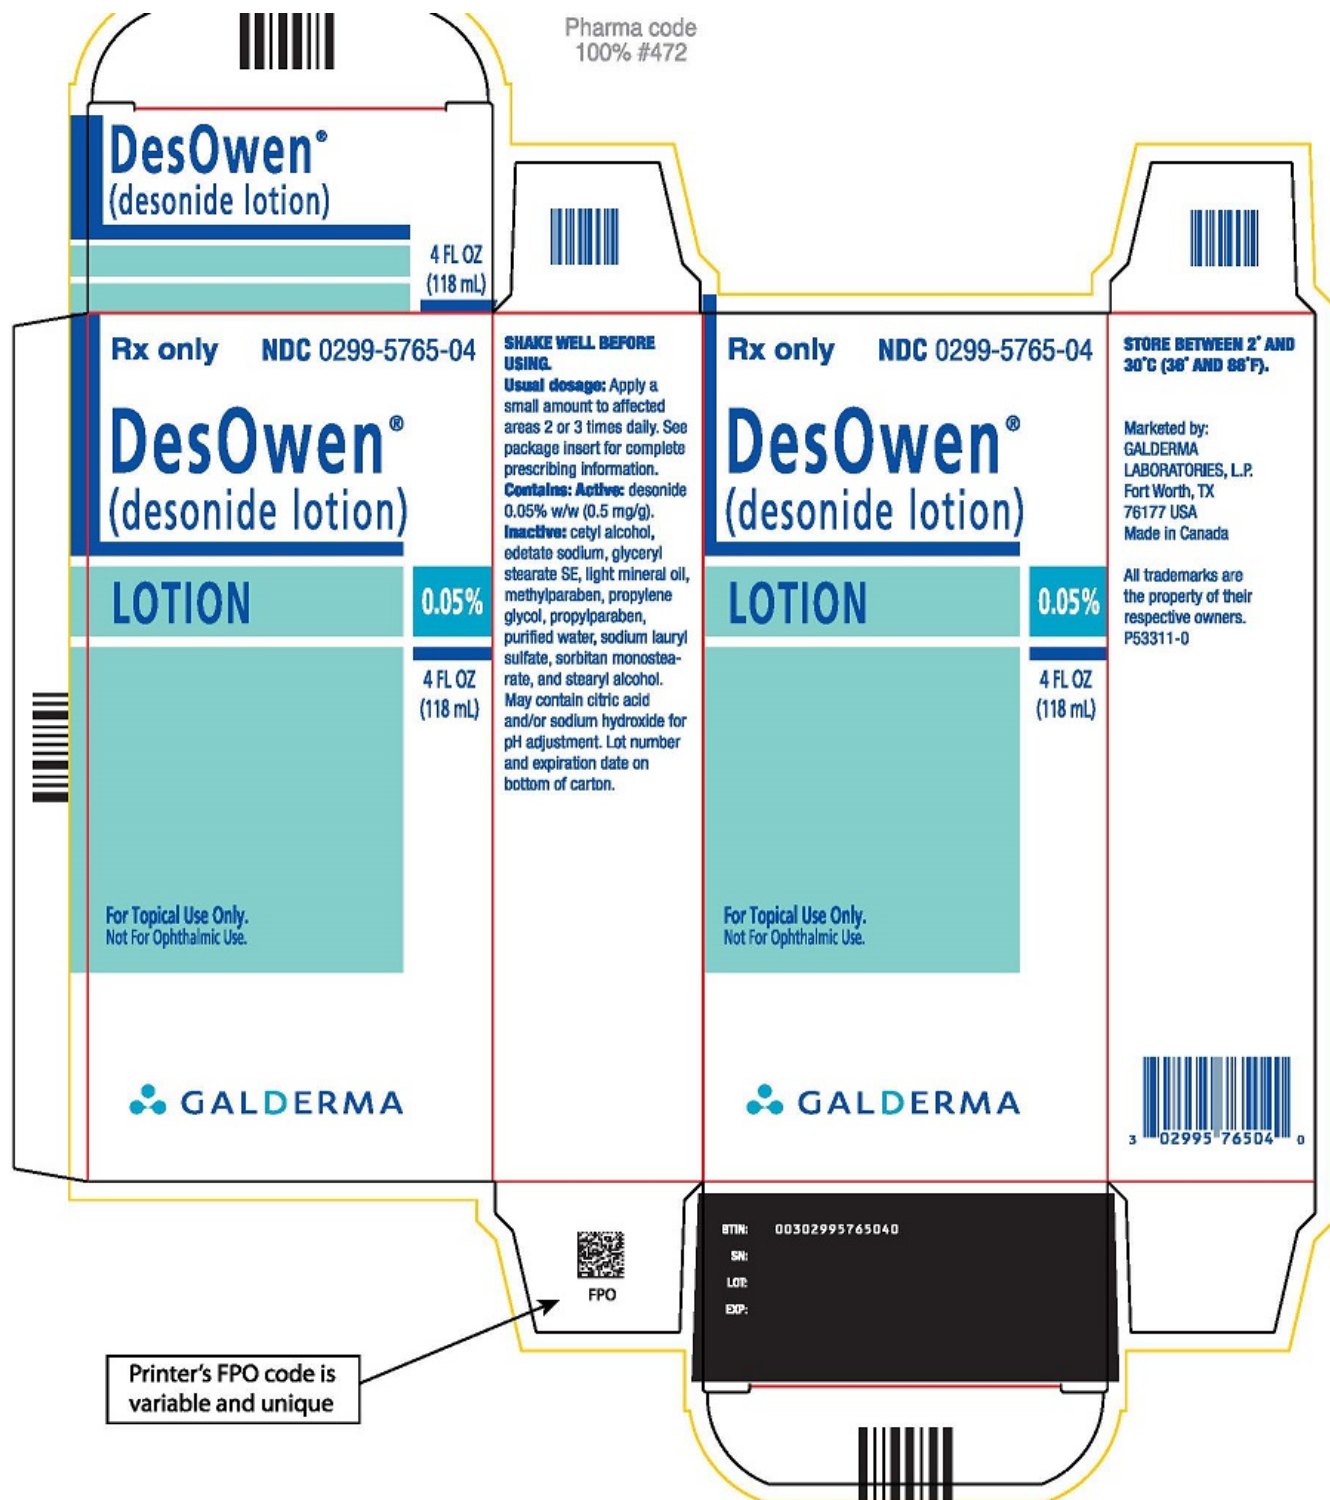 Pharma code
100% #472
DesOwen®
(desonide lotion)
4 FL OZ
(118 mL)
Rx only NDC 0299-5765-04
DesOwen®
(desonide lotion)
LOTION
0.05%
4 FL OZ
(118 mL)
For Topical Use Only.
Not For Ophthalmic Use.
GALDERMA
SHAKE WELL BEFORE
USING.
Usual dosage: Apply a
small amount to affected
areas 2 or 3 times daily. See
package insert for complete
prescribing information.
Contains: Active: desonide
0.05% w/w (0.5 mg/g).
Inactive: cetyl alcohol,
edetate sodium, glyceryl
stearate SE, light mineral oil,
methylparaben, propylene
glycol, propylparaben,
purified water, sodium lauryl
sulfate, sorbitan monostea-
rate, and stearyl alcohol.
May contain citric acid
and/or sodium hydroxide for
pH adjustment. Lot number
and expiration date on
bottom of carton.
Rx only NDC 0299-5765-04
DesOwen®
(desonide lotion)
LOTION
0.05%
4 FL OZ
(118 mL)
For Topical Use Only.
Not For Ophthalmic Use.
GALDERMA
STORE BETWEEN 2° AND
30°C (36° AND 86°F).
Marketed by:
GALDERMA
LABORATORIES, L.P.
Fort Worth, TX
76177 USA
Made in Canada
All trademarks are
the property of their
respective owners.
P53311-0
3 02995 76504 0
GTIN: 00302995765040
SN:
LOT:
EXP:
FPO
Printer's FPO code is
variable and unique